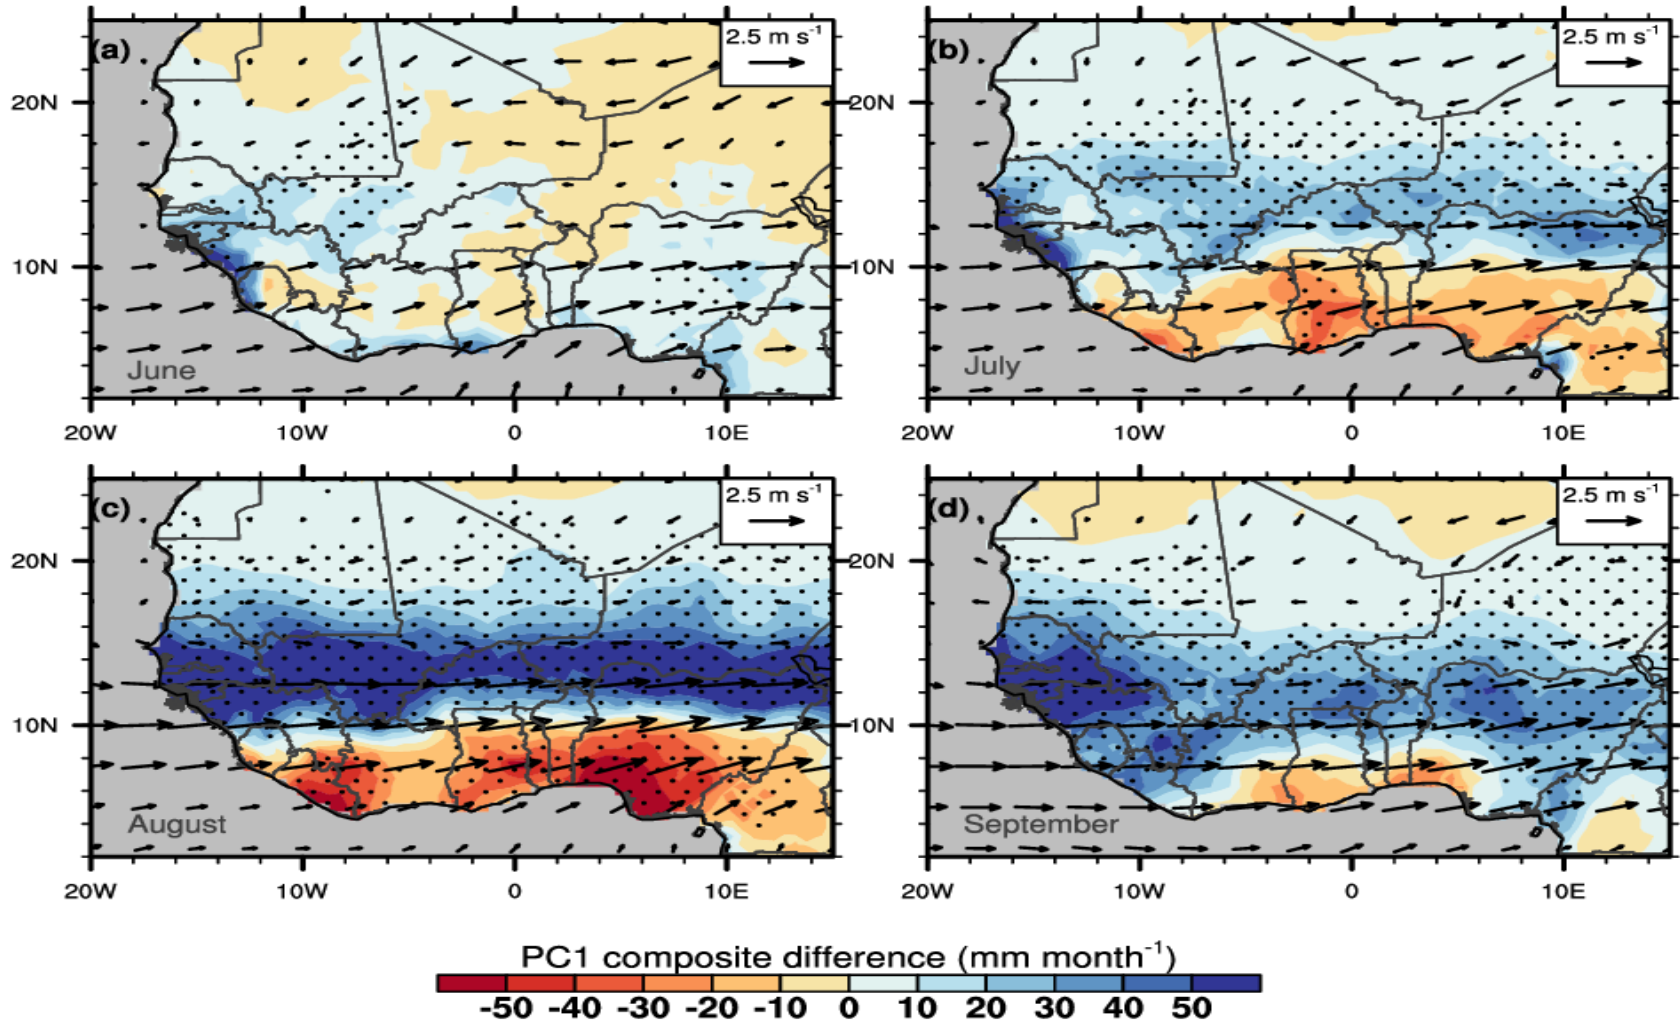 (a)
2.5 m s⁻¹
20N
10N
June
20W
10W
0
10E
(b)
2.5 m s⁻¹
20N
10N
July
20W
10W
0
10E
(c)
2.5 m s⁻¹
20N
10N
August
20W
10W
0
10E
(d)
2.5 m s⁻¹
20N
10N
September
20W
10W
0
10E
PC1 composite difference (mm month⁻¹)
-50 -40 -30 -20 -10 0 10 20 30 40 50